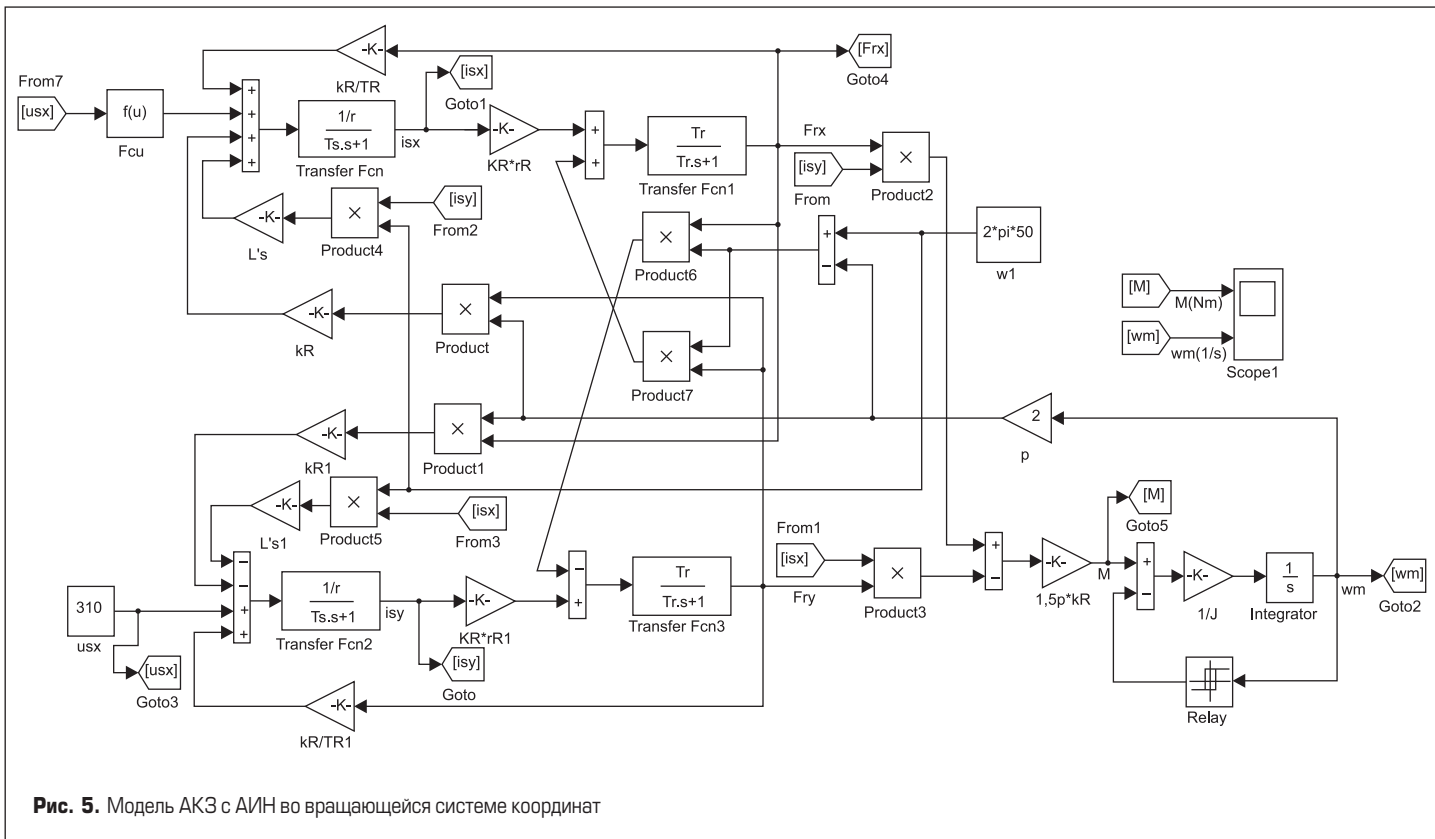 -K-
kR/TR
[Frx]
Goto4
From7
[usx]
f(u)
Fcu
+
+
+
+
1/r
Ts.s+1
Transfer Fcn
isx
[isx]
Goto1
-K-
KR*rR
+
+
Tr
Tr.s+1
Transfer Fcn1
Frx
[isy]
From
×
Product2
-K-
L's
×
Product4
[isy]
From2
×
Product6
+
−
2*pi*50
w1
-K-
kR
×
Product
×
Product7
[M]
M(Nm)
[wm]
wm(1/s)
Scope1
-K-
kR1
×
Product1
2
p
-K-
L's1
×
Product5
[isx]
From3
−
−
+
+
310
usx
[usx]
Goto3
1/r
Ts.s+1
Transfer Fcn2
isy
-K-
KR*rR1
[isy]
Goto
−
+
Tr
Tr.s+1
Transfer Fcn3
From1
[isx]
Fry
×
Product3
+
−
-K-
1,5p*kR
M
[M]
Goto5
+
−
-K-
1/J
1
s
Integrator
wm
[wm]
Goto2
Relay
-K-
kR/TR1
Рис. 5. Модель АКЗ с АИН во вращающейся системе координат